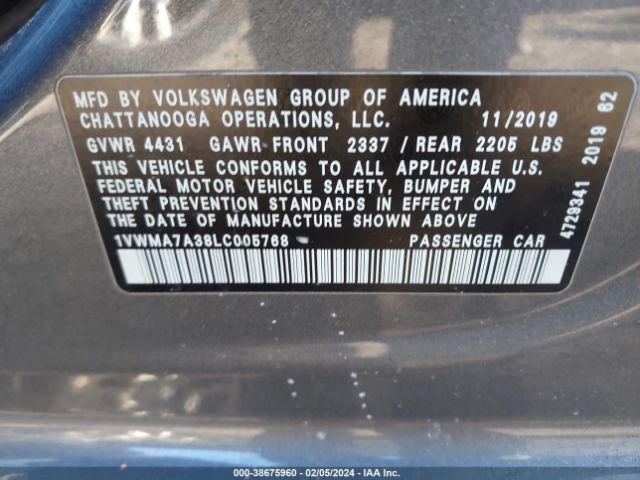 MFD BY VOLKSWAGEN GROUP OF AMERICA
CHATTANOOGA OPERATIONS, LLC. 11/2019
GVWR 4431 GAWR FRONT 2337 / REAR 2205 LBS
THIS VEHICLE CONFORMS TO ALL APPLICABLE U.S.
FEDERAL MOTOR VEHICLE SAFETY, BUMPER AND
THEFT PREVENTION STANDARDS IN EFFECT ON
THE DATE OF MANUFACTURE SHOWN ABOVE
1VWMA7A38LC005768 PASSENGER CAR
4729341 2019 62
000-38675960 - 02/05/2024 - IAA Inc.